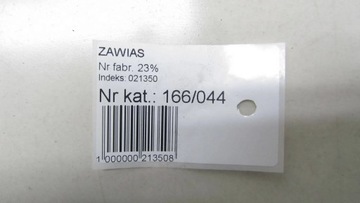 ZAWIAS
Nr fabr. 23%
Indeks: 021350
Nr kat.: 166/044
1 000000 213508